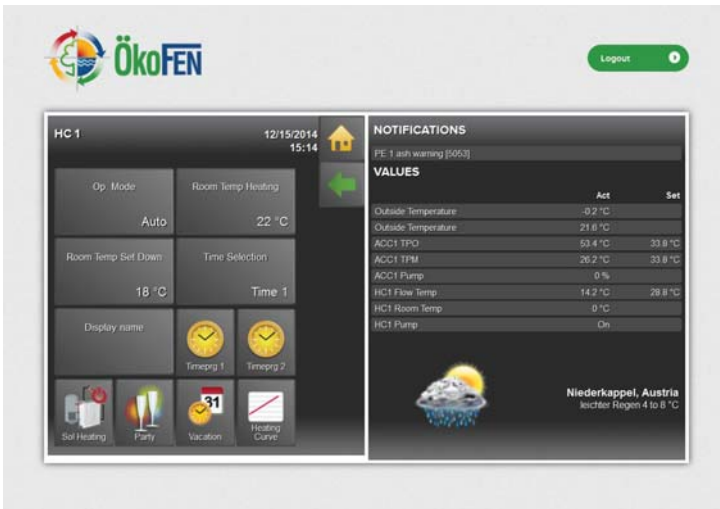 ÖkoFEN
Logout
HC 1
12/15/2014
15:14
Op. Mode
Auto
Room Temp Heating
22 °C
Room Temp Set Down
18 °C
Time Selection
Time 1
Display name
Timeprg 1
Timeprg 2
Sol Heating
Party
31
Vacation
Heating
Curve
NOTIFICATIONS
PE 1 ash warning [5053]
VALUES
Act Set
Outside Temperature -0.2 °C
Outside Temperature 21.6 °C
ACC1 TPO 53.4 °C 33.8 °C
ACC1 TPM 26.2 °C 33.8 °C
ACC1 Pump 0 %
HC1 Flow Temp 14.2 °C 28.8 °C
HC1 Room Temp 0 °C
HC1 Pump On
Niederkappel, Austria
leichter Regen 4 to 8 °C